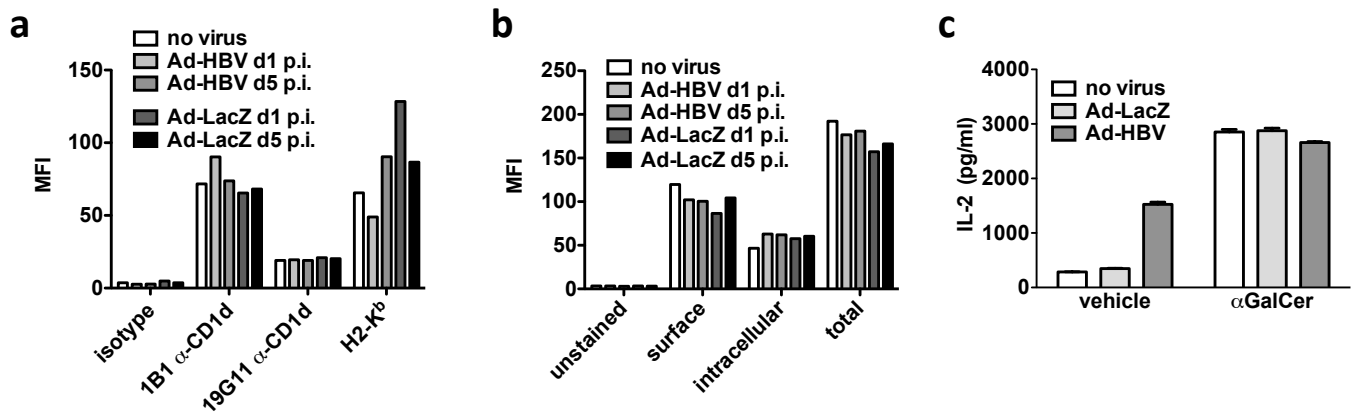 a
no virus
Ad-HBV d1 p.i.
Ad-HBV d5 p.i.
Ad-LacZ d1 p.i.
Ad-LacZ d5 p.i.
MFI
150
100
50
0
isotype
1B1 α-CD1d
19G11 α-CD1d
H2-Kᵇ
b
no virus
Ad-HBV d1 p.i.
Ad-HBV d5 p.i.
Ad-LacZ d1 p.i.
Ad-LacZ d5 p.i.
MFI
250
200
150
100
50
0
unstained
surface
intracellular
total
c
no virus
Ad-LacZ
Ad-HBV
IL-2 (pg/ml)
4000
3000
2000
1000
0
vehicle
αGalCer